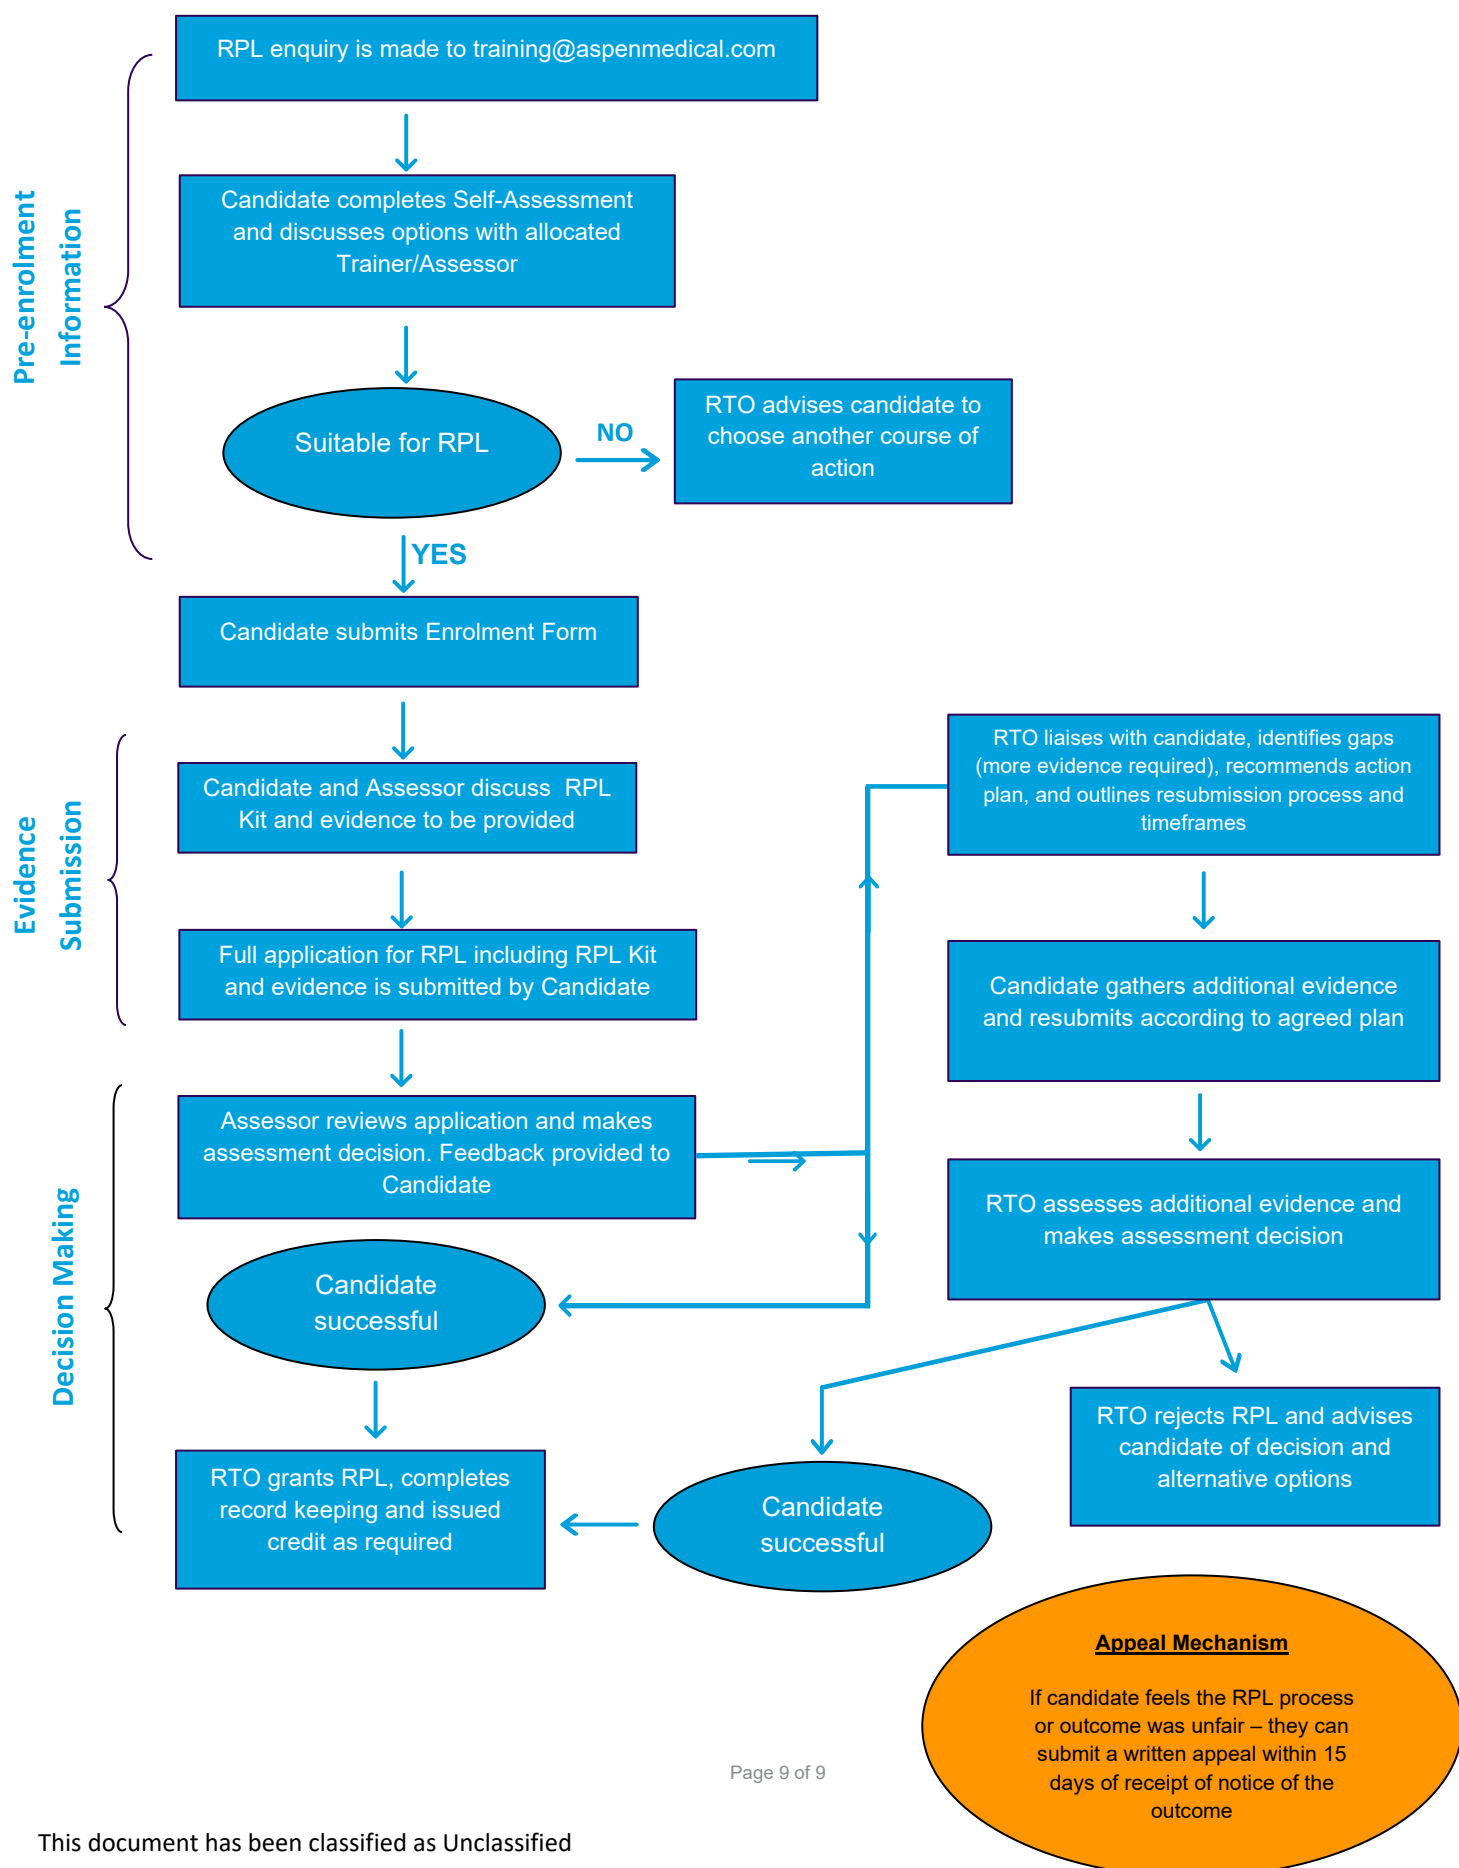 RPL enquiry is made to training@aspenmedical.com
Pre-enrolment
Information
Candidate completes Self-Assessment
and discusses options with allocated
Trainer/Assessor
Suitable for RPL
NO
RTO advises candidate to
choose another course of
action
YES
Candidate submits Enrolment Form
Evidence
Submission
Candidate and Assessor discuss  RPL
Kit and evidence to be provided
Full application for RPL including RPL Kit
and evidence is submitted by Candidate
Decision Making
Assessor reviews application and makes
assessment decision. Feedback provided to
Candidate
Candidate
successful
RTO grants RPL, completes
record keeping and issued
credit as required
RTO liaises with candidate, identifies gaps
(more evidence required), recommends action
plan, and outlines resubmission process and
timeframes
Candidate gathers additional evidence
and resubmits according to agreed plan
RTO assesses additional evidence and
makes assessment decision
RTO rejects RPL and advises
candidate of decision and
alternative options
Candidate
successful
Appeal Mechanism
If candidate feels the RPL process
or outcome was unfair – they can
submit a written appeal within 15
days of receipt of notice of the
outcome
Page 9 of 9
This document has been classified as Unclassified